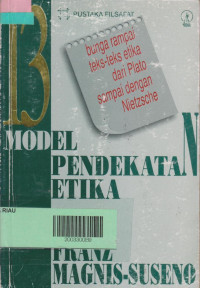 PUSTAKA FILSAFAT
bunga rampai
teks-teks etika
dari Plato
sampai dengan
Nietzsche
13
MODEL
PENDEKATAN
ETIKA
RIAU
FRANZ
MAGNIS-SUSENO